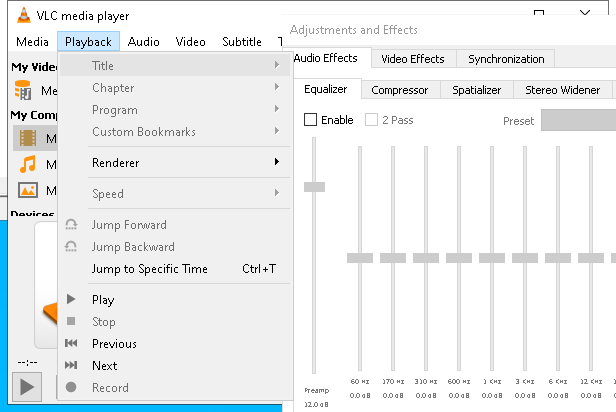 VLC media player
Media Playback Audio Video Subtitle T
My Vide
Me
My Comp
M
M
M
Devices
--:--
Title
Chapter
Program
Custom Bookmarks
Renderer
Speed
Jump Forward
Jump Backward
Jump to Specific Time Ctrl+T
Play
Stop
Previous
Next
Record
Adjustments and Effects
Audio Effects Video Effects Synchronization
Equalizer Compressor Spatializer Stereo Widener
Enable 2 Pass Preset
60 Hz 170 Hz 310 Hz 600 Hz 1 KHz 3 KHz 6 KHz 12 KHz 14
Preamp 0.0 dB 0.0 dB 0.0 dB 0.0 dB 0.0 dB 0.0 dB 0.0 dB 0.0 dB 0.
12.0 dB